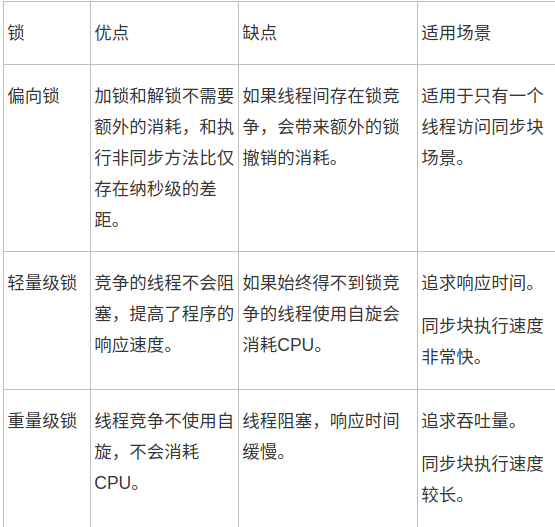 锁
优点
缺点
适用场景
偏向锁
加锁和解锁不需要
额外的消耗，和执
行非同步方法比仅
存在纳秒级的差
距。
如果线程间存在锁竞
争，会带来额外的锁
撤销的消耗。
适用于只有一个
线程访问同步块
场景。
轻量级锁
竞争的线程不会阻
塞，提高了程序的
响应速度。
如果始终得不到锁竞
争的线程使用自旋会
消耗CPU。
追求响应时间。
同步块执行速度
非常快。
重量级锁
线程竞争不使用自
旋，不会消耗
CPU。
线程阻塞，响应时间
缓慢。
追求吞吐量。
同步块执行速度
较长。